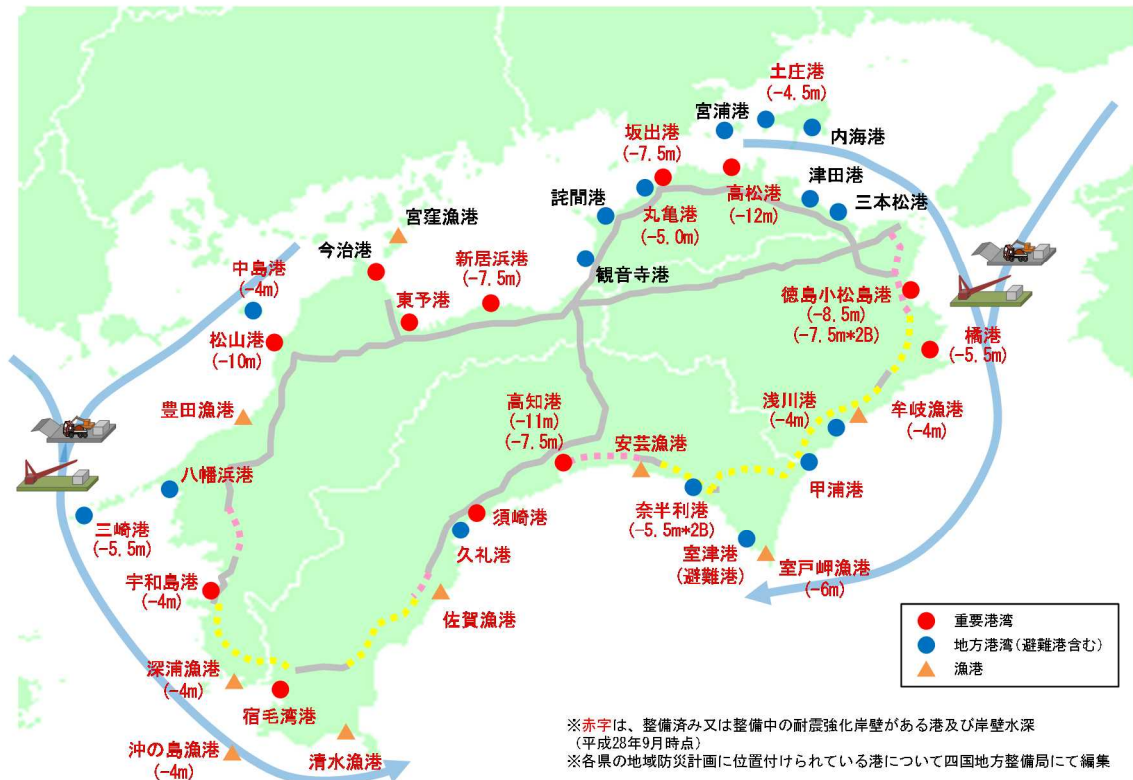 土庄港
(-4.5m)
宮浦港
内海港
坂出港
(-7.5m)
高松港
(-12m)
津田港
三本松港
詫間港
丸亀港
(-5.0m)
観音寺港
宮窪漁港
今治港
新居浜港
(-7.5m)
東予港
中島港
(-4m)
松山港
(-10m)
徳島小松島港
(-8.5m)
(-7.5m*2B)
橘港
(-5.5m)
豊田漁港
高知港
(-11m)
(-7.5m)
安芸漁港
浅川港
(-4m)
牟岐漁港
(-4m)
甲浦港
八幡浜港
三崎港
(-5.5m)
須崎港
久礼港
奈半利港
(-5.5m*2B)
室津港
(避難港)
室戸岬漁港
(-6m)
宇和島港
(-4m)
佐賀漁港
深浦漁港
(-4m)
宿毛湾港
沖の島漁港
(-4m)
清水漁港
重要港湾
地方港湾(避難港含む)
漁港
※赤字は、整備済み又は整備中の耐震強化岸壁がある港及び岸壁水深
(平成28年9月時点)
※各県の地域防災計画に位置付けられている港について四国地方整備局にて編集